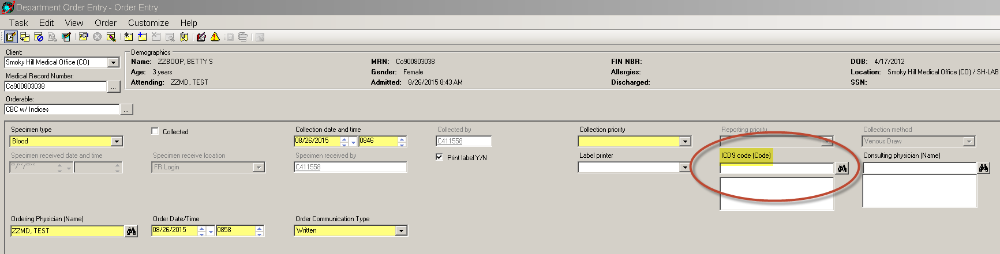 Department Order Entry - Order Entry
Task Edit View Order Customize Help
Client:
Smoky Hill Medical Office (CO)
Medical Record Number:
Co900803038
...
Orderable:
CBC w/ Indices
...
Demographics
Name: ZZBOOP, BETTY S MRN: Co900803038 FIN NBR: DOB: 4/17/2012
Age: 3 years Gender: Female Allergies: Location: Smoky Hill Medical Office (CO) / SH-LAB
Attending: ZZMD, TEST Admitted: 8/26/2015 8:43 AM Discharged: SSN:
Specimen type Collected Collection date and time Collected by Collection priority Reporting priority Collection method
Blood 08/26/2015 0846 C411558 Venous Draw
Specimen received date and time Specimen receive location Specimen received by Print label Y/N Label printer ICD9 code (Code) Consulting physician (Name)
**/**/**** FR Login C411558
Ordering Physician (Name) Order Date/Time Order Communication Type
ZZMD, TEST 08/26/2015 0858 Written